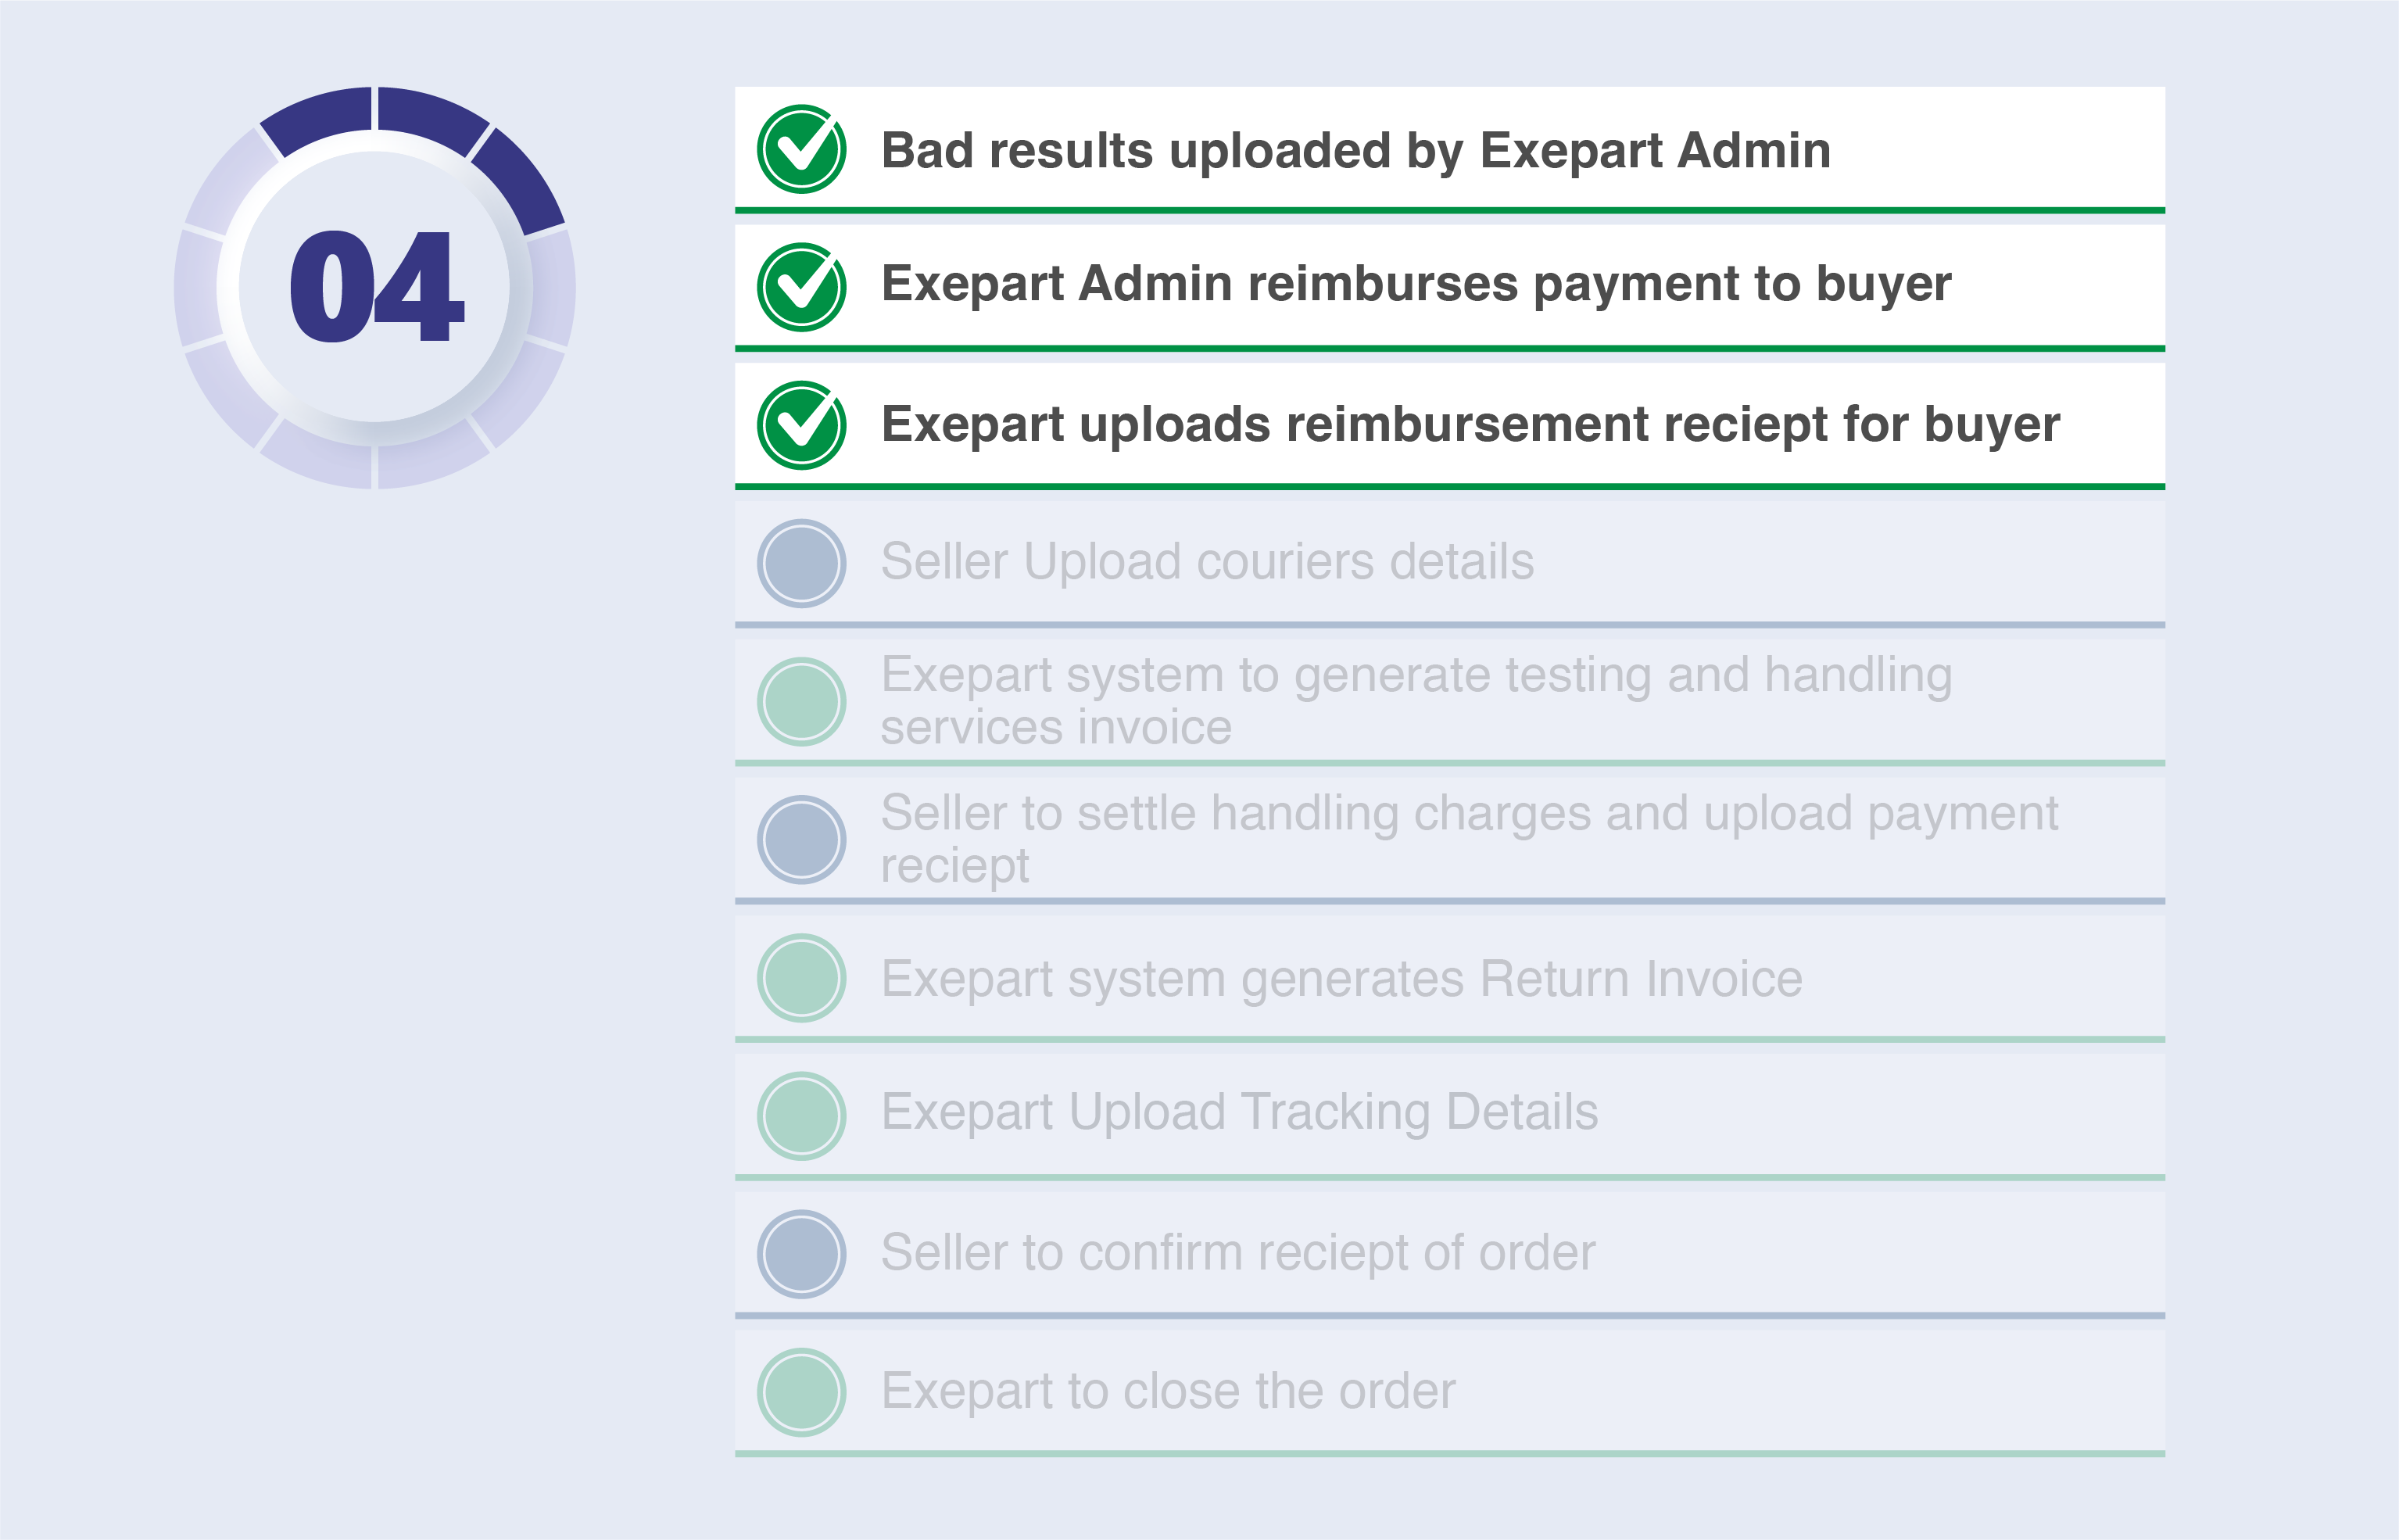 04
Bad results uploaded by Exepart Admin
Exepart Admin reimburses payment to buyer
Exepart uploads reimbursement reciept for buyer
Seller Upload couriers details
Exepart system to generate testing and handling
services invoice
Seller to settle handling charges and upload payment
reciept
Exepart system generates Return Invoice
Exepart Upload Tracking Details
Seller to confirm reciept of order
Exepart to close the order